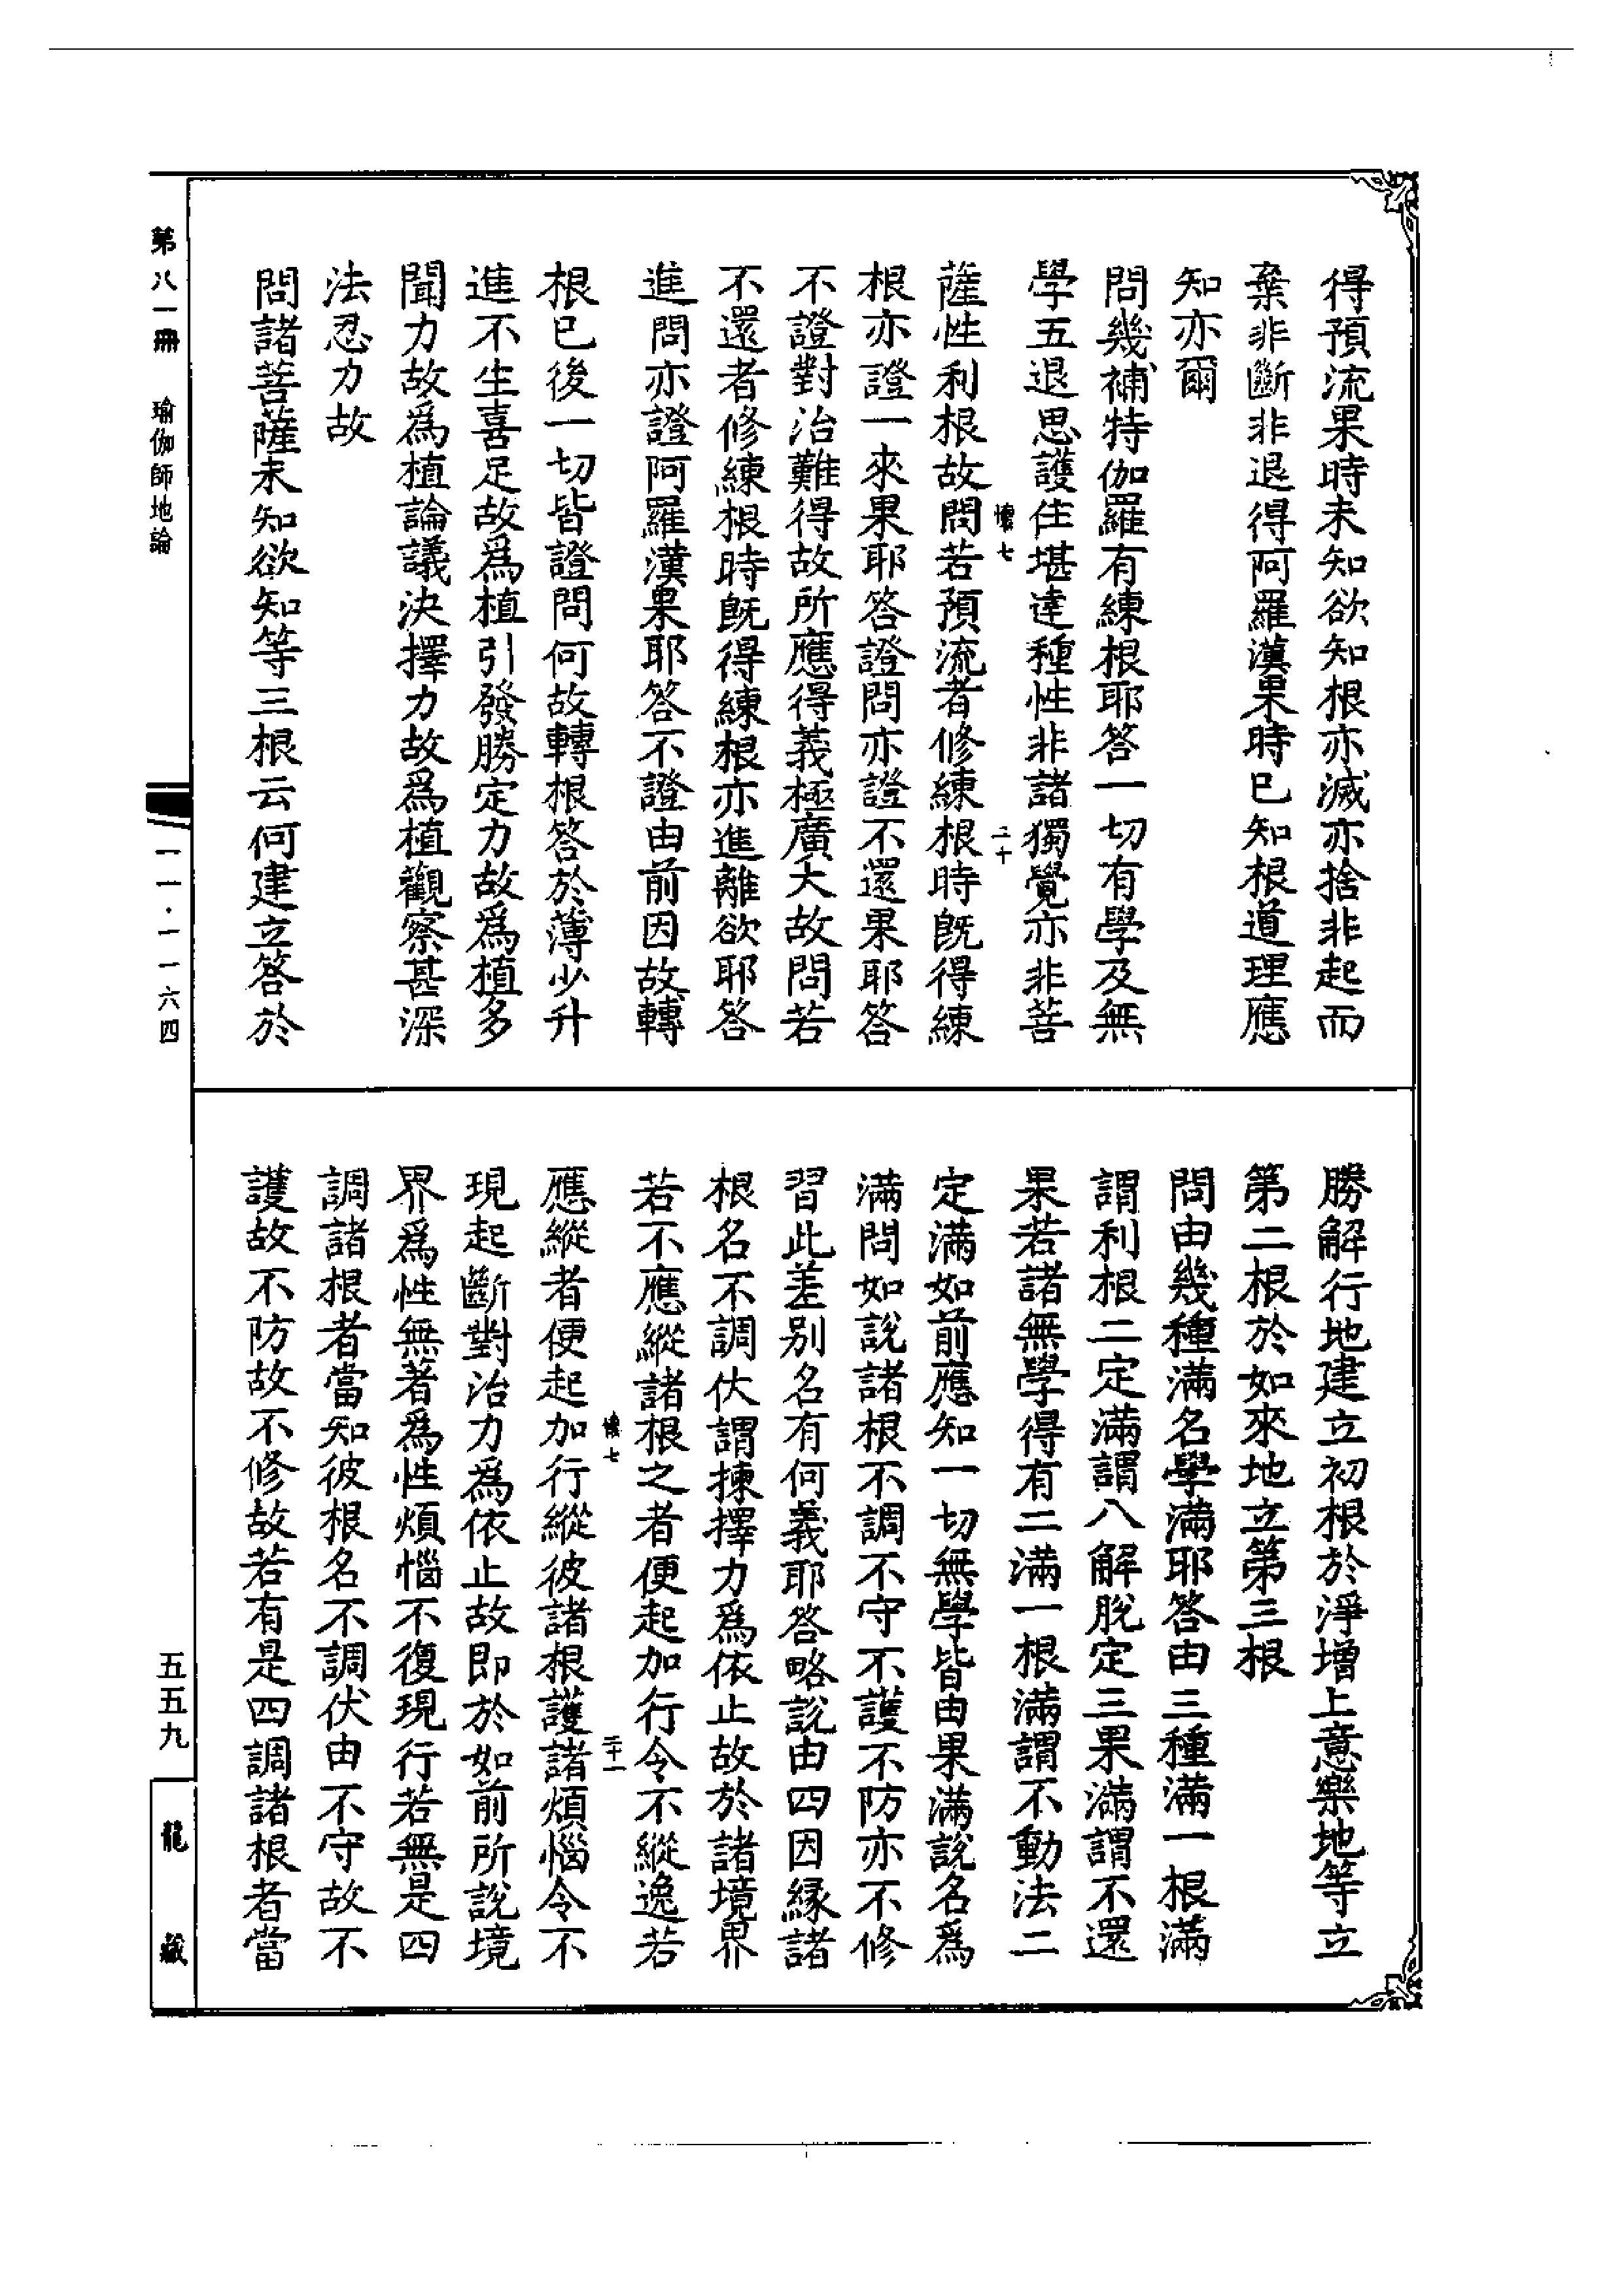 得預流果時未知欲知根亦滅亦捨非起而
棄非斷非退得阿羅漢果時已知根道理應
知亦爾
問幾補特伽羅有練根耶答一切有學及無
學五退思護住堪達種性非諸獨覺亦非菩
薩性利根故問若預流者修練根時既得練
懷七
二十
根亦證一來果耶答證問亦證不還果耶答
不證對治難得故所應得義極廣大故問若
不還者修練根時既得練根亦進離欲耶答
進問亦證阿羅漢果耶答不證由前因故轉
根已後一切皆證問何故轉根答於薄少升
進不生喜足故爲植引發勝定力故爲植多
聞力故爲植論議決擇力故爲植觀察甚深
法忍力故
問諸菩薩未知欲知等三根云何建立答於
勝解行地建立初根於淨增上意樂地等立
第二根於如來地立第三根
問由幾種滿名學滿耶答由三種滿一根滿
謂利根二定滿謂八解脫定三果滿謂不還
果若諸無學得有二滿一根滿謂不動法二
定滿如前應知一切無學皆由果滿說名爲
滿問如說諸根不調不守不護不防亦不修
習此差别名有何義耶答略說由四因緣諸
根名不調伏謂揀擇力爲依止故於諸境界
若不應縱諸根之者便起加行令不縱逸若
懷七
二十一
應縱者便起加行縱彼諸根護諸煩惱令不
現起斷對治力爲依止故即於如前所說境
界爲性無著爲性煩惱不復現行若無是四
調諸根者當知彼根名不調伏由不守故不
護故不防故不修故若有是四調諸根者當
第八一冊
瑜伽師地論
一一·一一六四
五五九
龍藏